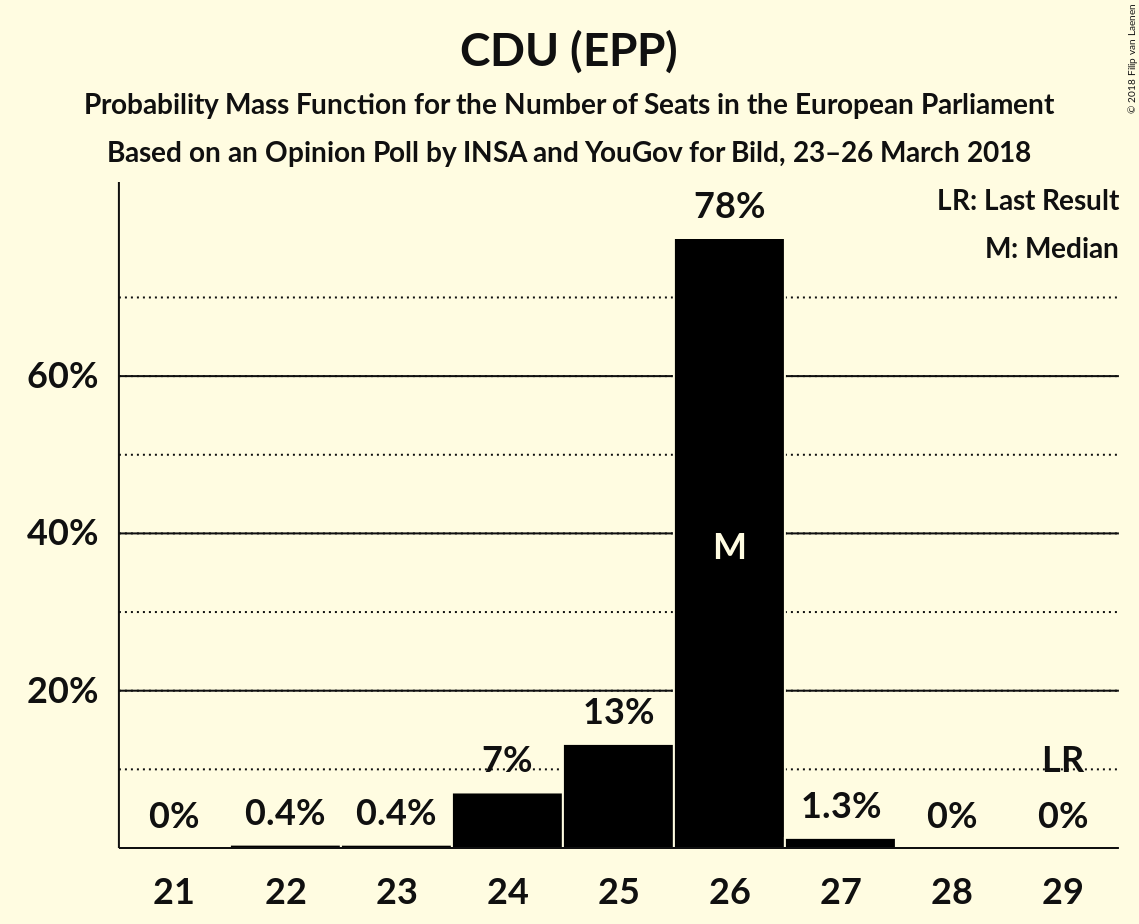 CDU (EPP)
Probability Mass Function for the Number of Seats in the European Parliament
Based on an Opinion Poll by INSA and YouGov for Bild, 23–26 March 2018
© 2018 Filip van Laenen
LR: Last Result
M: Median
78%
60%
40%
20%
M
13%
7%
LR
0%
0.4%
0.4%
1.3%
0%
0%
21
22
23
24
25
26
27
28
29